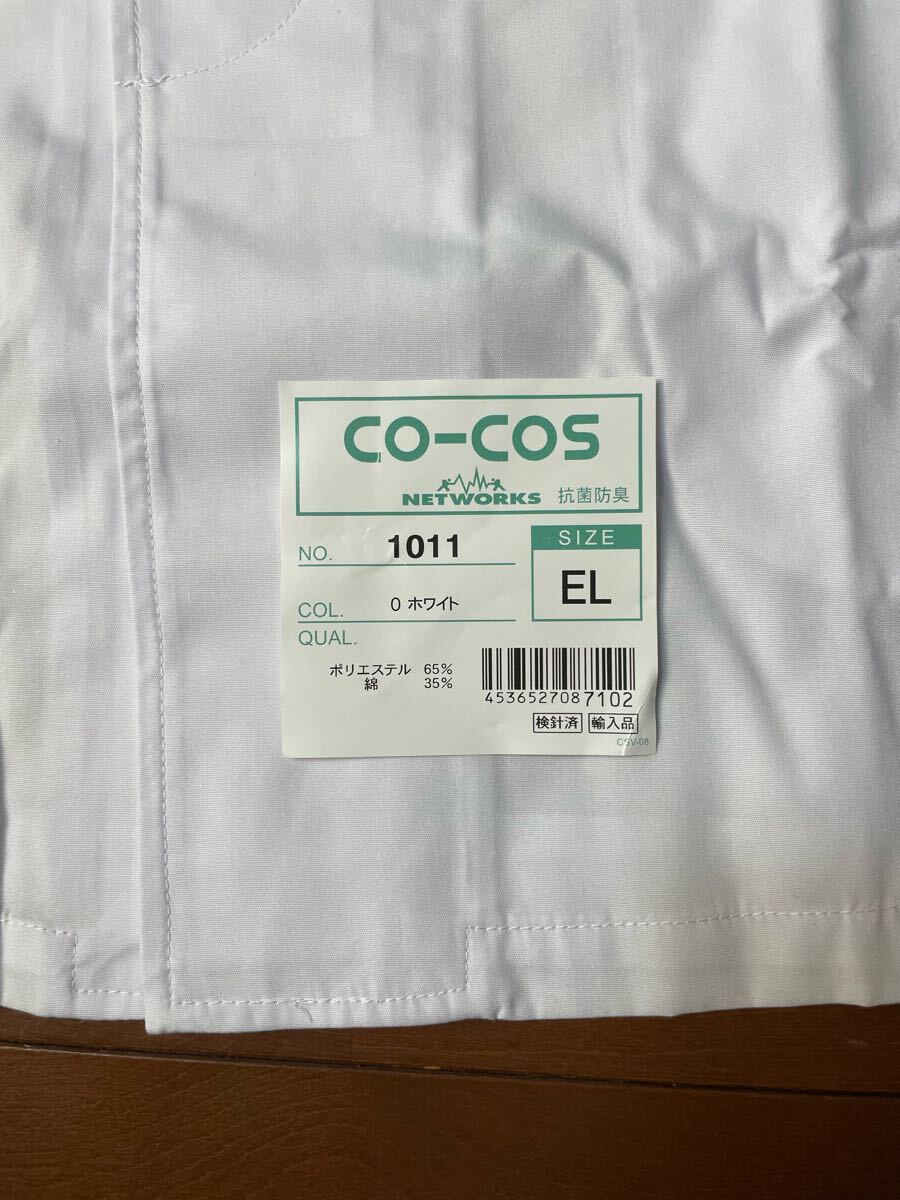 CO-COS
NETWORKS 抗菌防臭
NO. 1011
SIZE
EL
COL. 0 ホワイト
QUAL.
ポリエステル 65%
綿 35%
4536527087102
検針済 輸入品
CSV-08